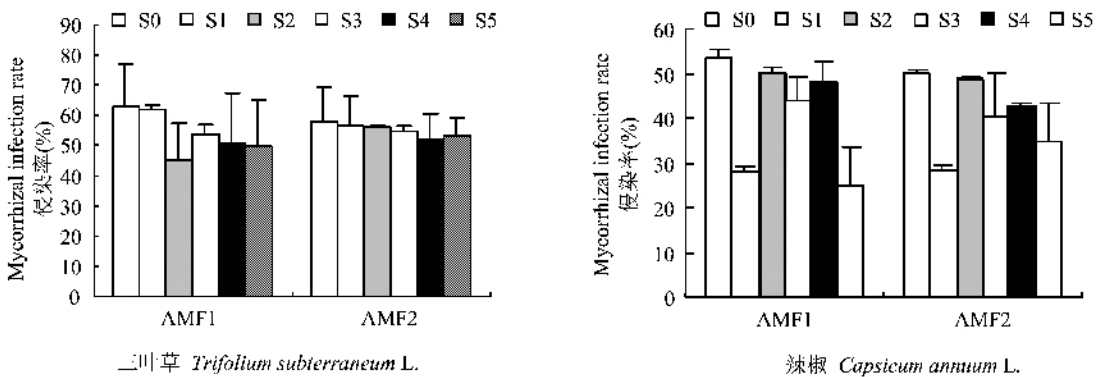 S0 S1 S2 S3 S4 S5
Mycorrhizal infection rate
侵染率(%)
90
80
70
60
50
40
30
20
10
0
AMF1 AMF2
三叶草 Trifolium subterraneum L.
S0 S1 S2 S3 S4 S5
Mycorrhizal infection rate
侵染率(%)
60
50
40
30
20
10
0
AMF1 AMF2
辣椒 Capsicum annuum L.